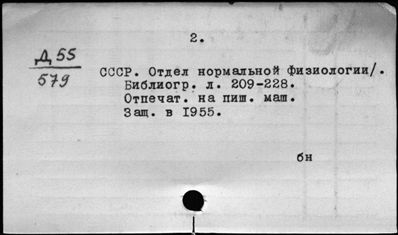 2.
Д 55
579
СССР. Отдел нормальной физиологии/.
Библиогр. л. 209-228.
Отпечат. на пиш. маш.
Защ. в 1955.
бн